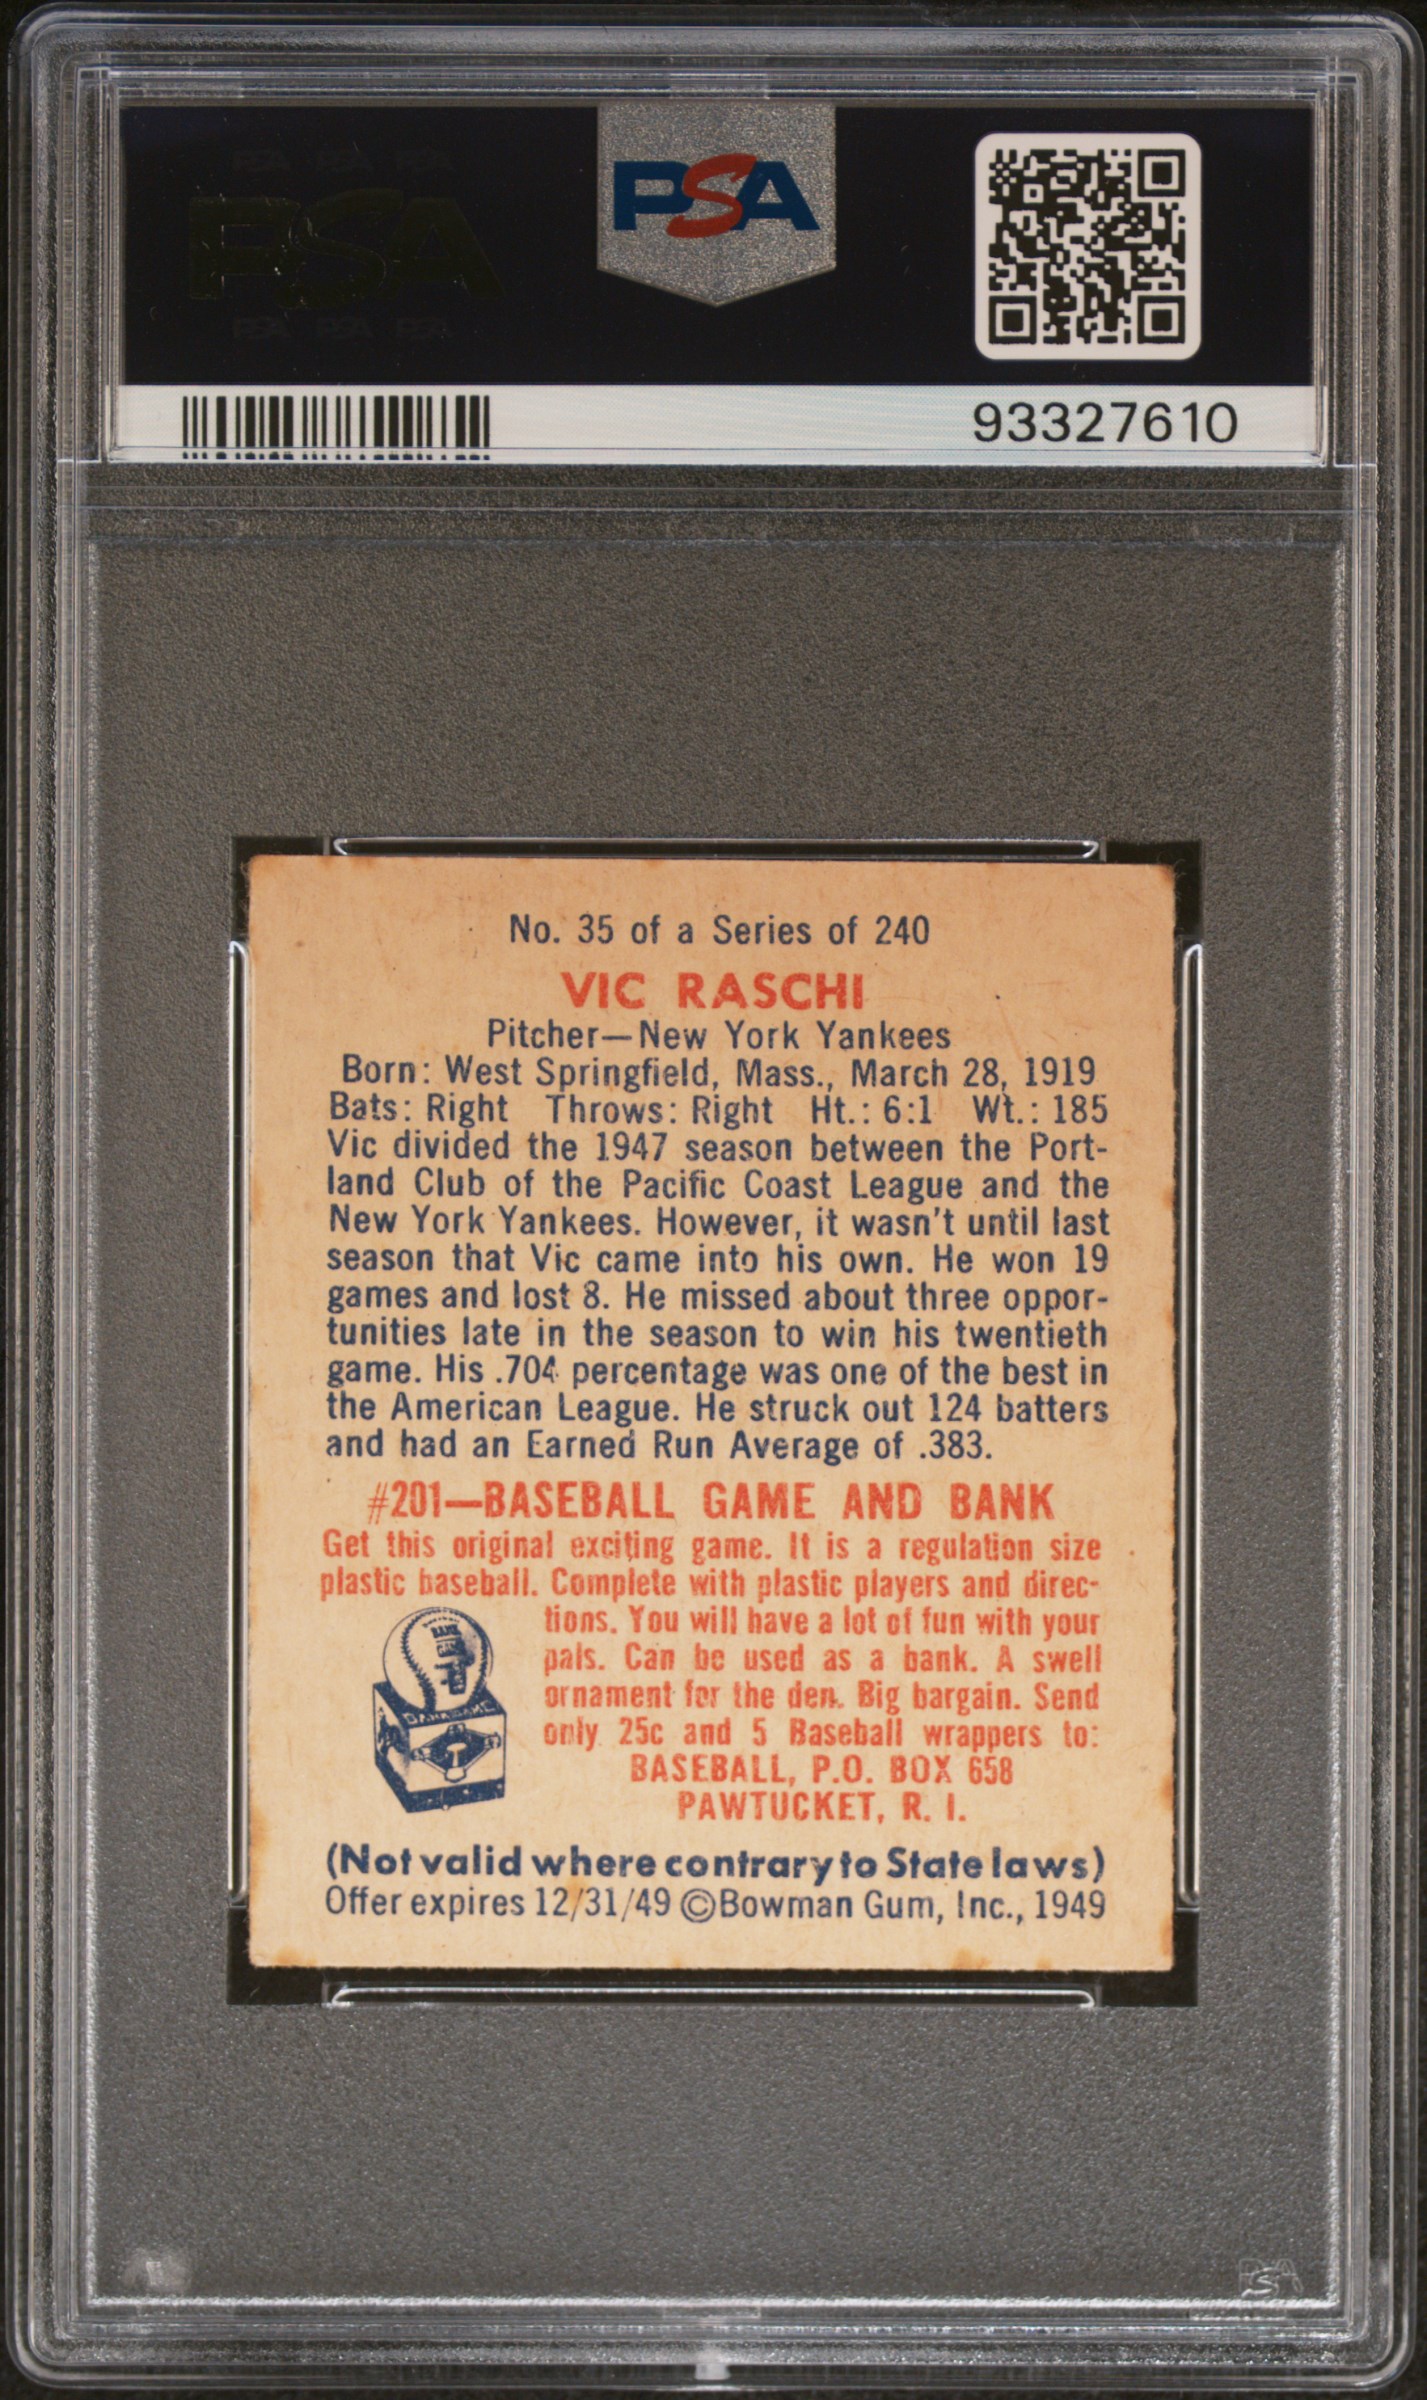 PSA
93327610
No. 35 of a Series of 240
VIC RASCHI
Pitcher—New York Yankees
Born: West Springfield, Mass., March 28, 1919
Bats: Right Throws: Right Ht.: 6:1 Wt.: 185
Vic divided the 1947 season between the Port-
land Club of the Pacific Coast League and the
New York Yankees. However, it wasn't until last
season that Vic came into his own. He won 19
games and lost 8. He missed about three oppor-
tunities late in the season to win his twentieth
game. His .704 percentage was one of the best in
the American League. He struck out 124 batters
and had an Earned Run Average of .383.
#201—BASEBALL GAME AND BANK
Get this original exciting game. It is a regulation size
plastic baseball. Complete with plastic players and direc-
tions. You will have a lot of fun with your
pals. Can be used as a bank. A swell
ornament for the den. Big bargain. Send
only 25c and 5 Baseball wrappers to:
BASEBALL, P.O. BOX 658
PAWTUCKET, R. I.
(Not valid where contrary to State laws)
Offer expires 12/31/49 ©Bowman Gum, Inc., 1949
PSA